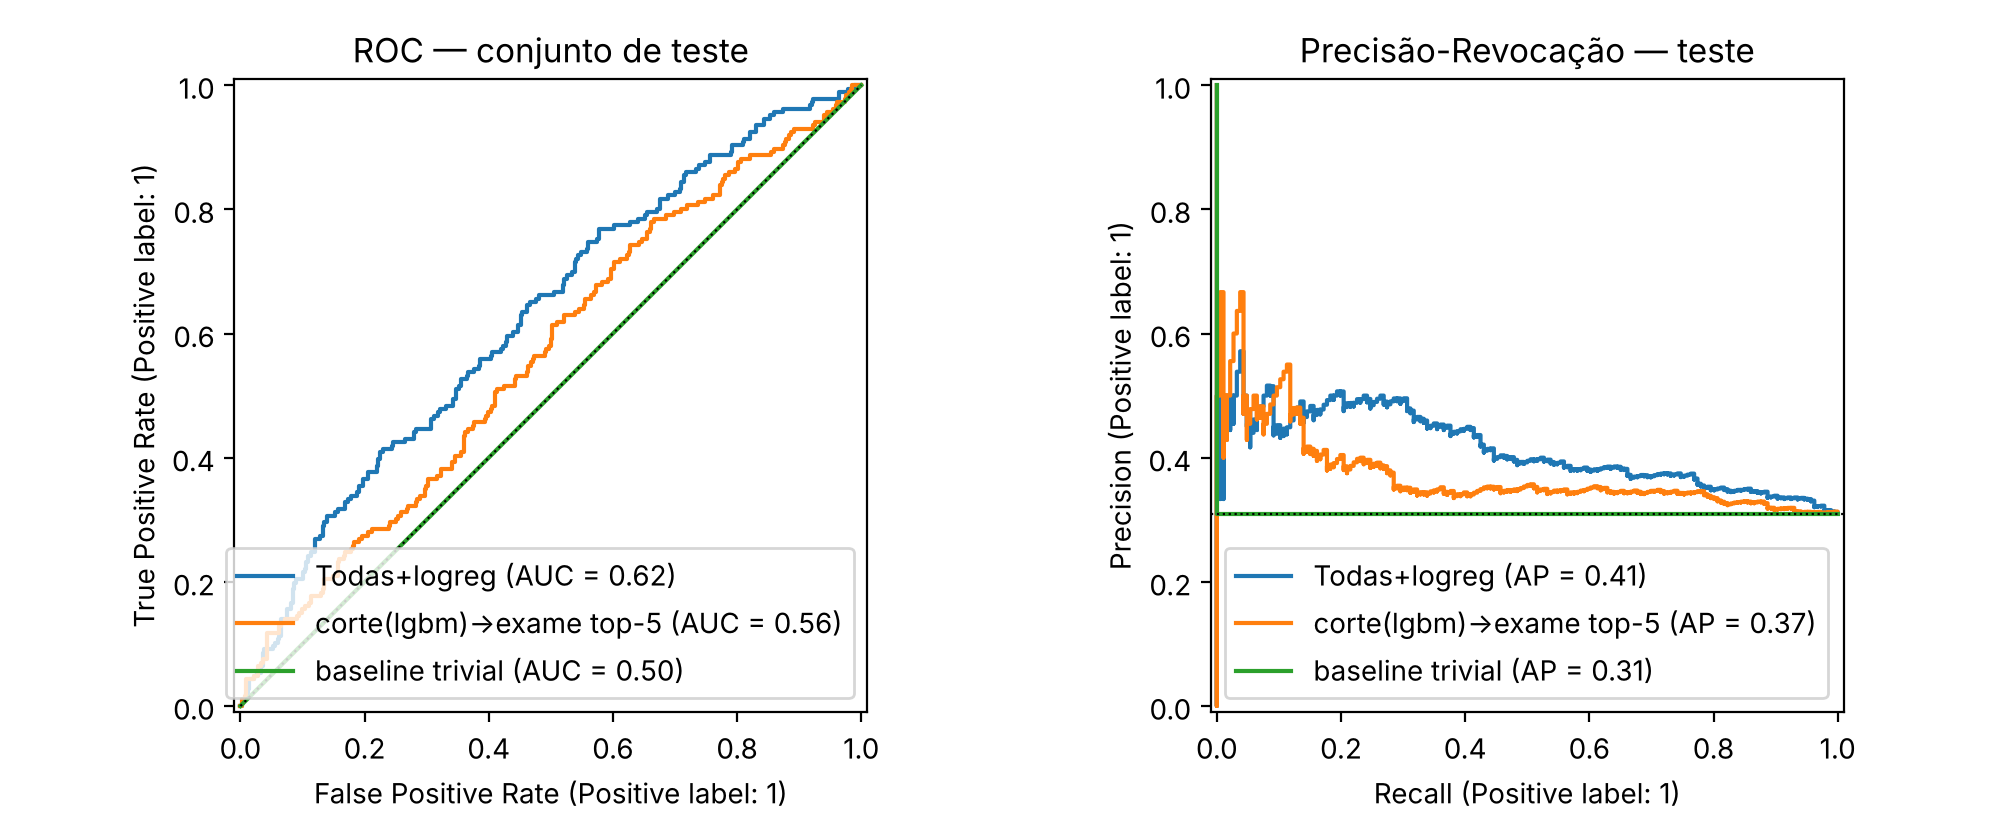 ROC — conjunto de teste
True Positive Rate (Positive label: 1)
1.0
0.8
0.6
0.4
0.2
0.0
Todas+logreg (AUC = 0.62)
corte(lgbm)→exame top-5 (AUC = 0.56)
baseline trivial (AUC = 0.50)
0.0 0.2 0.4 0.6 0.8 1.0
False Positive Rate (Positive label: 1)
Precisão-Revocação — teste
Precision (Positive label: 1)
1.0
0.8
0.6
0.4
0.2
0.0
Todas+logreg (AP = 0.41)
corte(lgbm)→exame top-5 (AP = 0.37)
baseline trivial (AP = 0.31)
0.0 0.2 0.4 0.6 0.8 1.0
Recall (Positive label: 1)